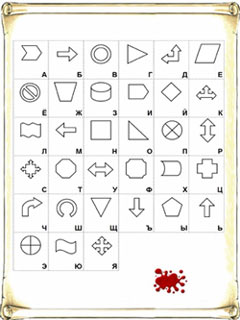 А Б В Г Д Е
Ё Ж З И Й К
Л М Н О П Р
С Т У Ф Х Ц
Ч Ш Щ Ъ Ы Ь
Э Ю Я